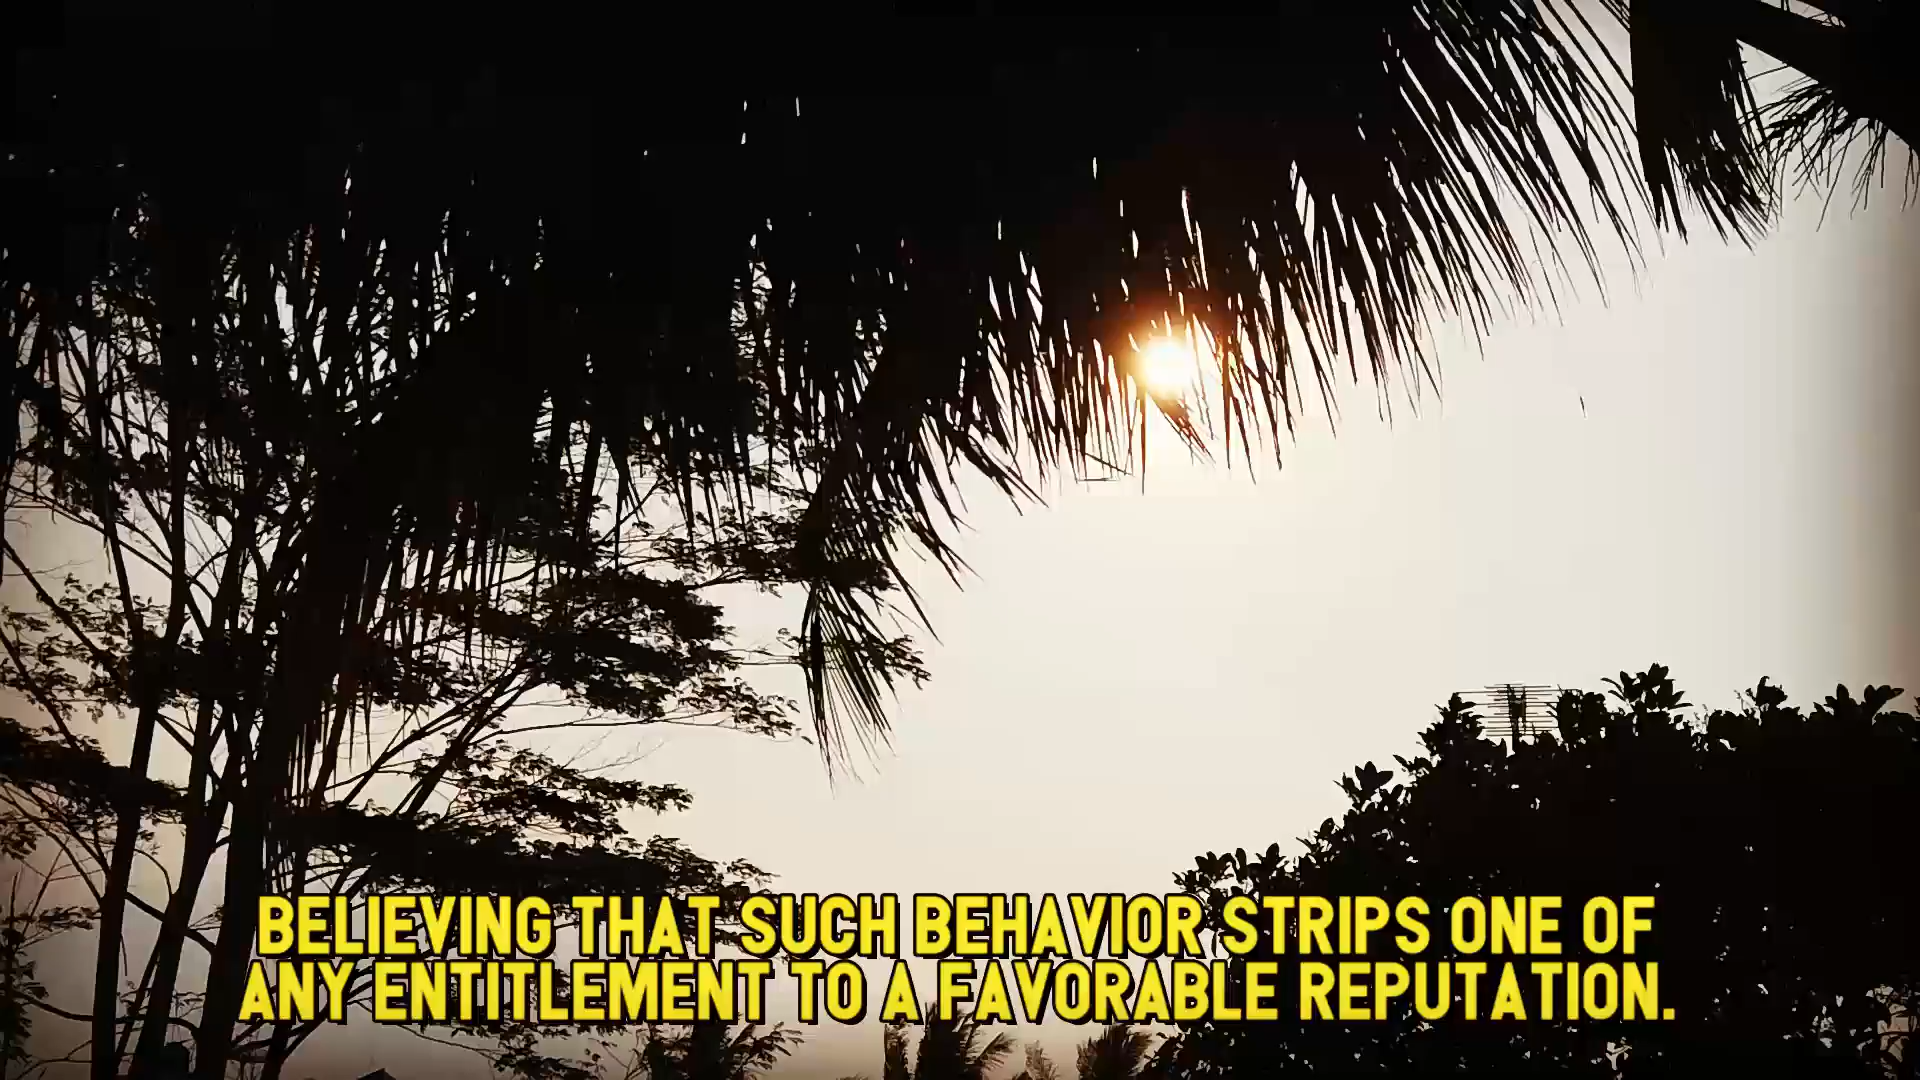 BELIEVING THAT SUCH BEHAVIOR STRIPS ONE OF
ANY ENTITLEMENT TO A FAVORABLE REPUTATION.